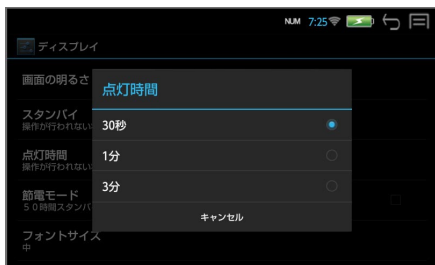 NUM 7:25
ディスプレイ
画面の明るさ
点灯時間
スタンバイ
操作が行われない
30秒
点灯時間
操作が行われない
1分
節電モード
50時間スタンバ
3分
キャンセル
フォントサイズ
中